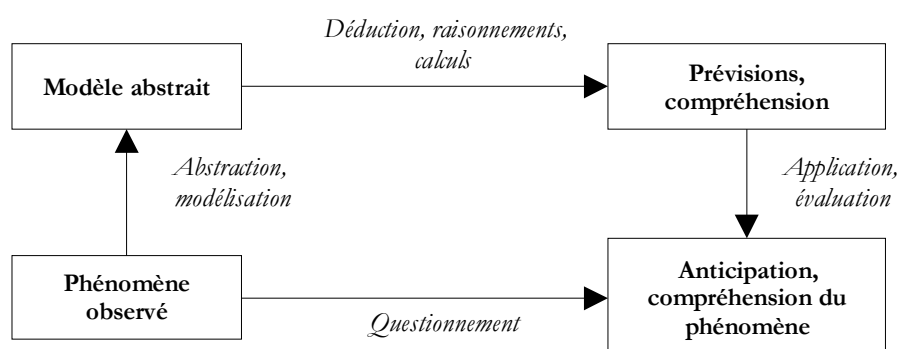 Déduction, raisonnements,
calculs
Modèle abstrait
Prévisions,
compréhension
Abstraction,
modélisation
Application,
évaluation
Phénomène
observé
Questionnement
Anticipation,
compréhension du
phénomène